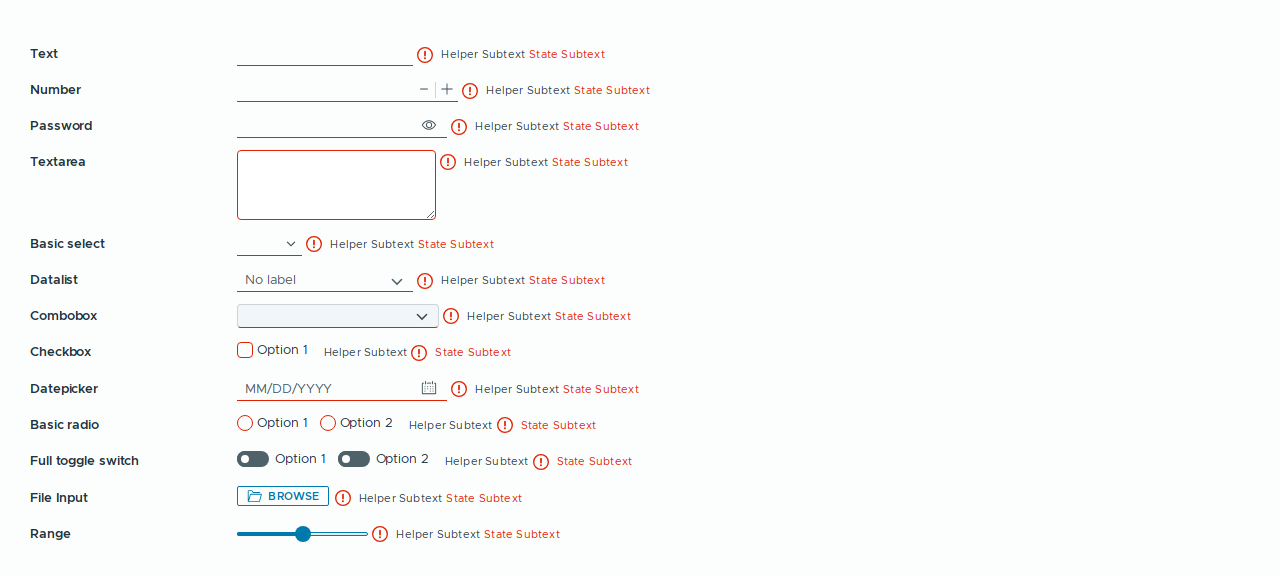 Text Helper Subtext State Subtext
Number Helper Subtext State Subtext
Password Helper Subtext State Subtext
Textarea Helper Subtext State Subtext
Basic select Helper Subtext State Subtext
Datalist No label Helper Subtext State Subtext
Combobox Helper Subtext State Subtext
Checkbox Option 1 Helper Subtext State Subtext
Datepicker MM/DD/YYYY Helper Subtext State Subtext
Basic radio Option 1 Option 2 Helper Subtext State Subtext
Full toggle switch Option 1 Option 2 Helper Subtext State Subtext
File Input BROWSE Helper Subtext State Subtext
Range Helper Subtext State Subtext